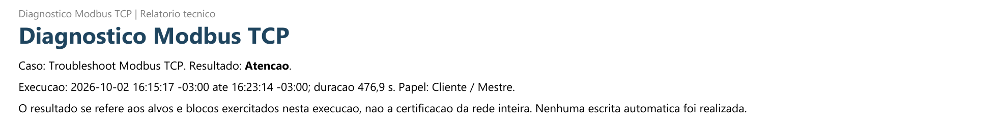 Diagnostico Modbus TCP | Relatorio tecnico
Diagnostico Modbus TCP
Caso: Troubleshoot Modbus TCP. Resultado: Atencao.
Execucao: 2026-10-02 16:15:17 -03:00 ate 16:23:14 -03:00; duracao 476,9 s. Papel: Cliente / Mestre.
O resultado se refere aos alvos e blocos exercitados nesta execucao, nao a certificacao da rede inteira. Nenhuma escrita automatica foi realizada.